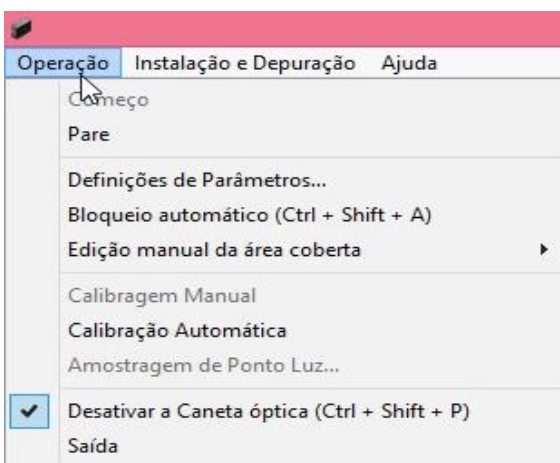 Operação Instalação e Depuração Ajuda
Começo
Pare
Definições de Parâmetros...
Bloqueio automático (Ctrl + Shift + A)
Edição manual da área coberta
Calibragem Manual
Calibração Automática
Amostragem de Ponto Luz...
Desativar a Caneta óptica (Ctrl + Shift + P)
Saída